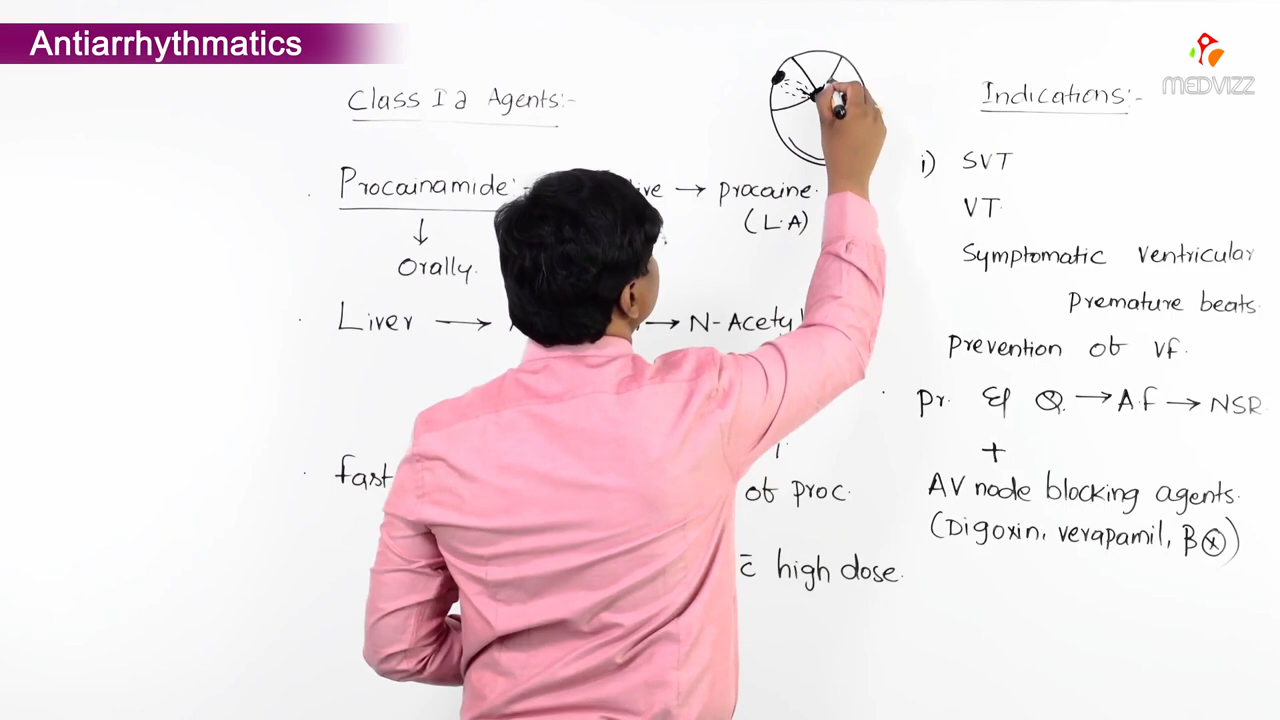 Antiarrhythmatics
MEDVIZZ
Class I a Agents:-
Procainamide:- → procaine.
(L.A)
↓
Orally.
Liver → → N-Acetyl
fast
of proc.
c̄ high dose.
Indications:-
i) SVT
VT.
Symptomatic ventricular
premature beats.
prevention of vf.
pr. & Q. → A.f → NSR.
+
AV node blocking agents.
(Digoxin, verapamil, β⊗)